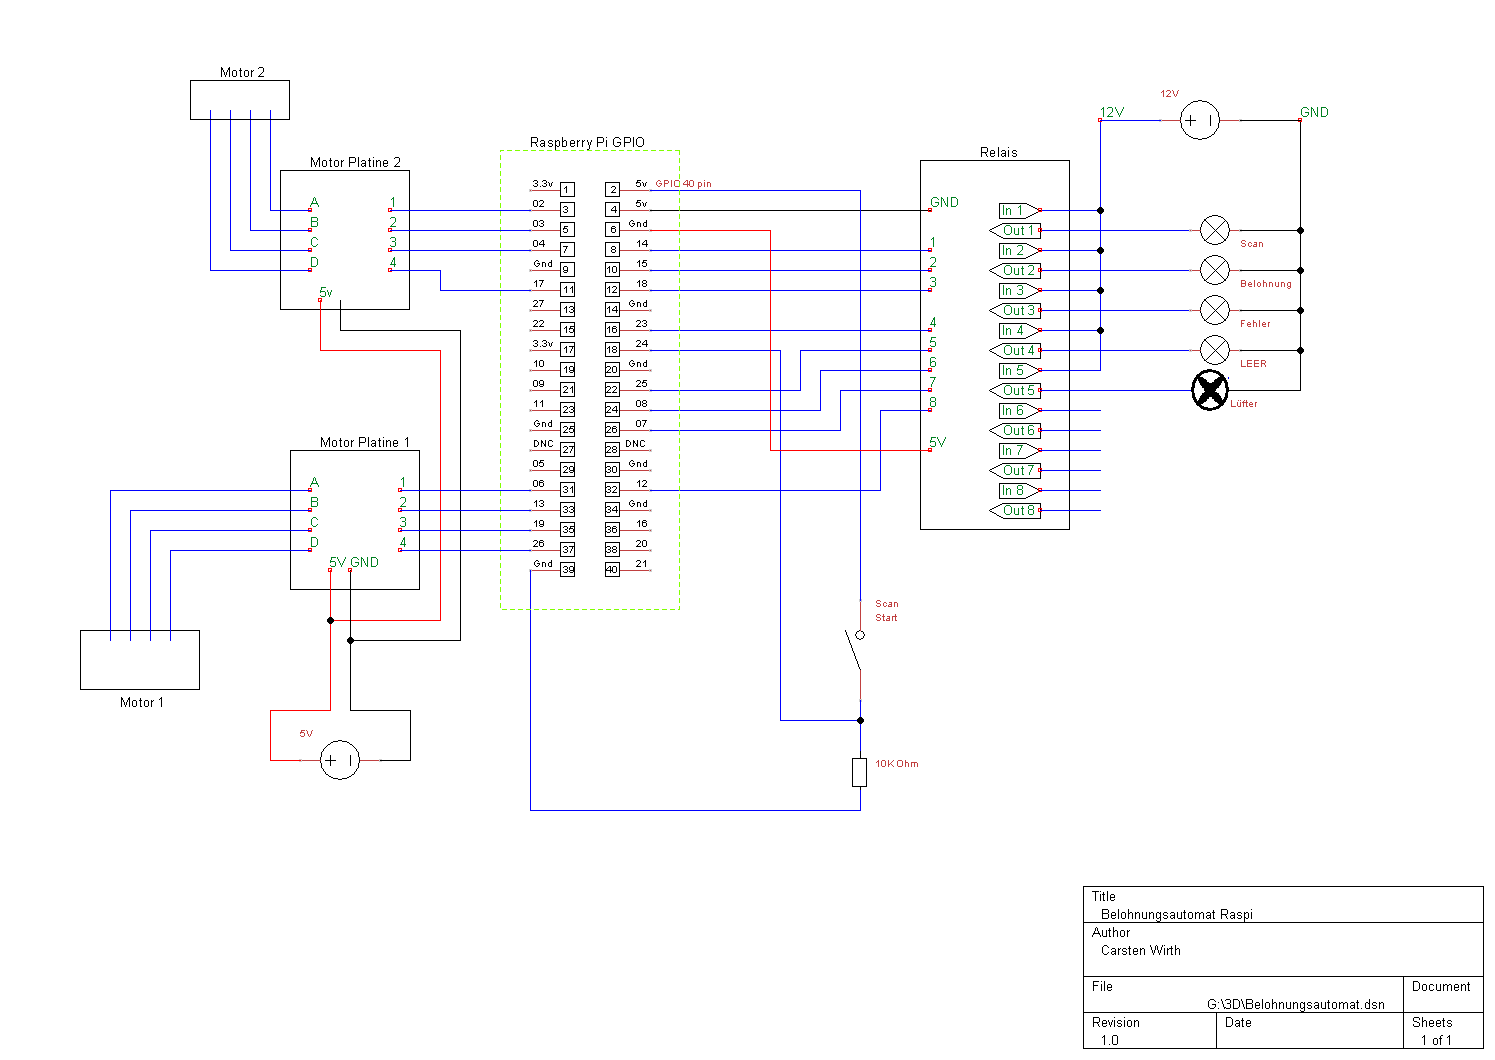 Motor 2
Motor Platine 2
A
B
C
D
1
2
3
4
5v
Raspberry Pi GPIO
GPIO 40 pin
3.3v 1 2 5v
02 3 4 5v
03 5 6 Gnd
04 7 8 14
Gnd 9 10 15
17 11 12 18
27 13 14 Gnd
22 15 16 23
3.3v 17 18 24
10 19 20 Gnd
09 21 22 25
11 23 24 08
Gnd 25 26 07
DNC 27 28 DNC
05 29 30 Gnd
06 31 32 12
13 33 34 Gnd
19 35 36 16
26 37 38 20
Gnd 39 40 21
Motor Platine 1
A
B
C
D
1
2
3
4
5V GND
Motor 1
5V
+ I
Relais
GND
1
2
3
4
5
6
7
8
5V
In 1
Out 1
In 2
Out 2
In 3
Out 3
In 4
Out 4
In 5
Out 5
In 6
Out 6
In 7
Out 7
In 8
Out 8
12V
12V
+ I
GND
Scan
Belohnung
Fehler
LEER
Lüfter
Scan
Start
10K Ohm
Title
Belohnungsautomat Raspi
Author
Carsten Wirth
File
G:\3D\Belohnungsautomat.dsn
Document
Revision
1.0
Date
Sheets
1 of 1